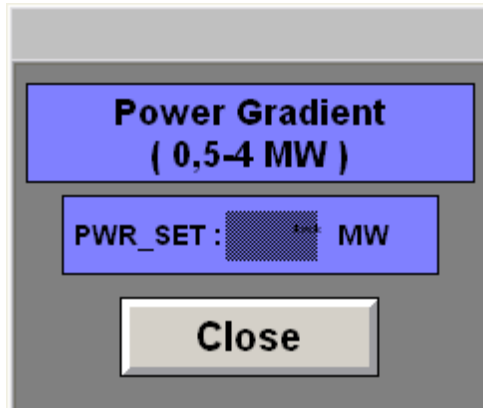 Power Gradient
( 0,5-4 MW )
PWR_SET : MW
Close